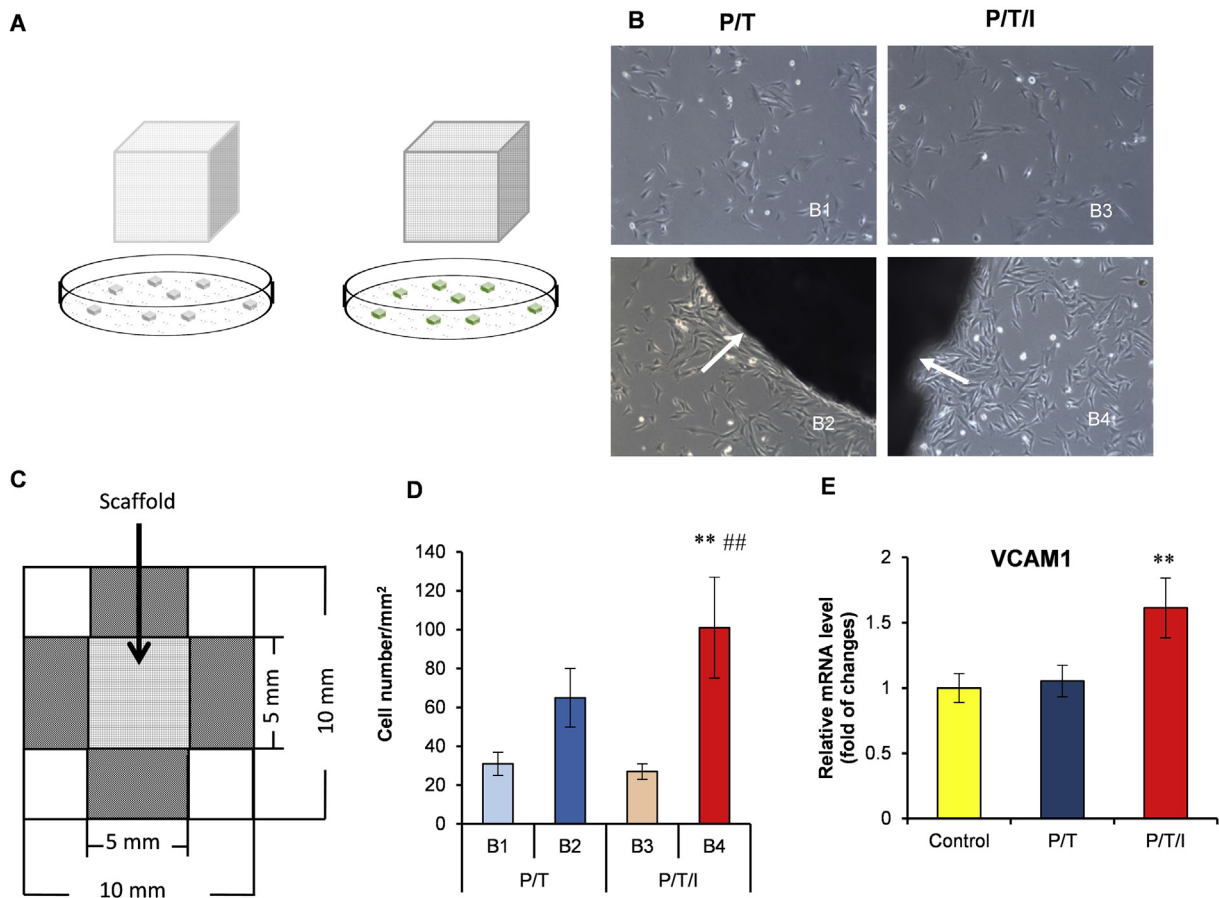 A
B
P/T
P/T/I
B1
B3
B2
B4
C
Scaffold
5 mm
10 mm
5 mm
10 mm
D
Cell number/mm²
140
120
100
80
60
40
20
0
** ##
B1
B2
B3
B4
P/T
P/T/I
E
VCAM1
Relative mRNA level
(fold of changes)
2
1.5
1
0.5
0
**
Control
P/T
P/T/I